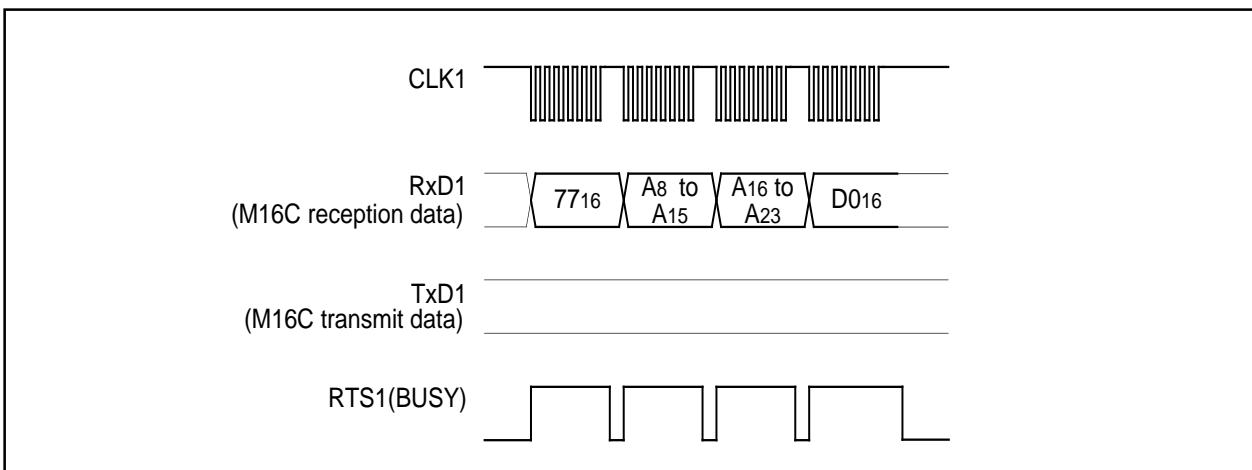 CLK1
RxD1
(M16C reception data)
7716
A8 to
A15
A16 to
A23
D016
TxD1
(M16C transmit data)
RTS1(BUSY)